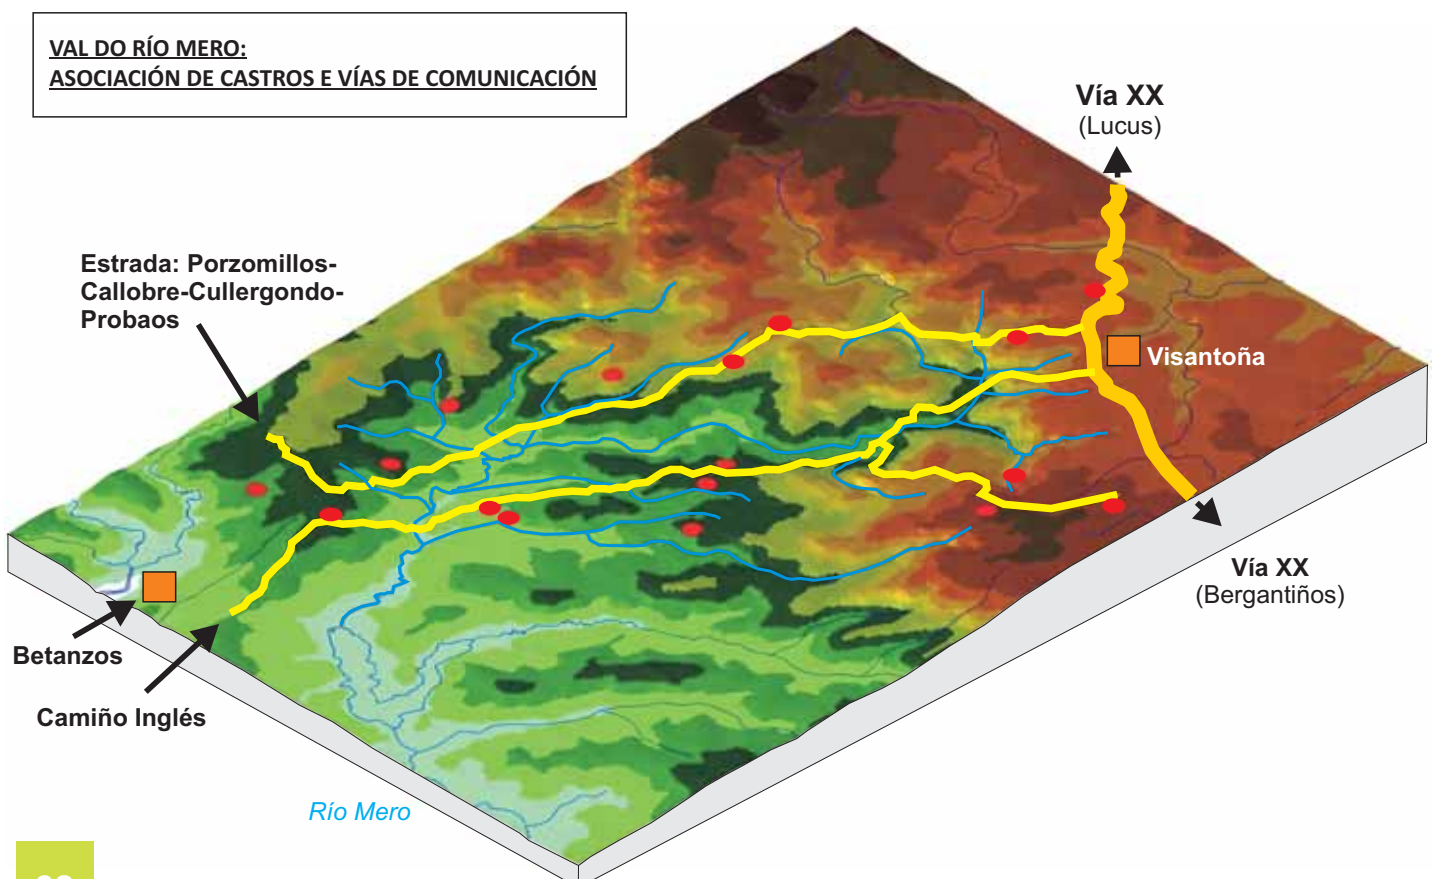 VAL DO RÍO MERO:
ASOCIACIÓN DE CASTROS E VÍAS DE COMUNICACIÓN
Vía XX
(Lucus)
Estrada: Porzomillos-
Callobre-Cullergondo-
Probaos
Visantoña
Vía XX
(Bergantiños)
Betanzos
Camiño Inglés
Río Mero